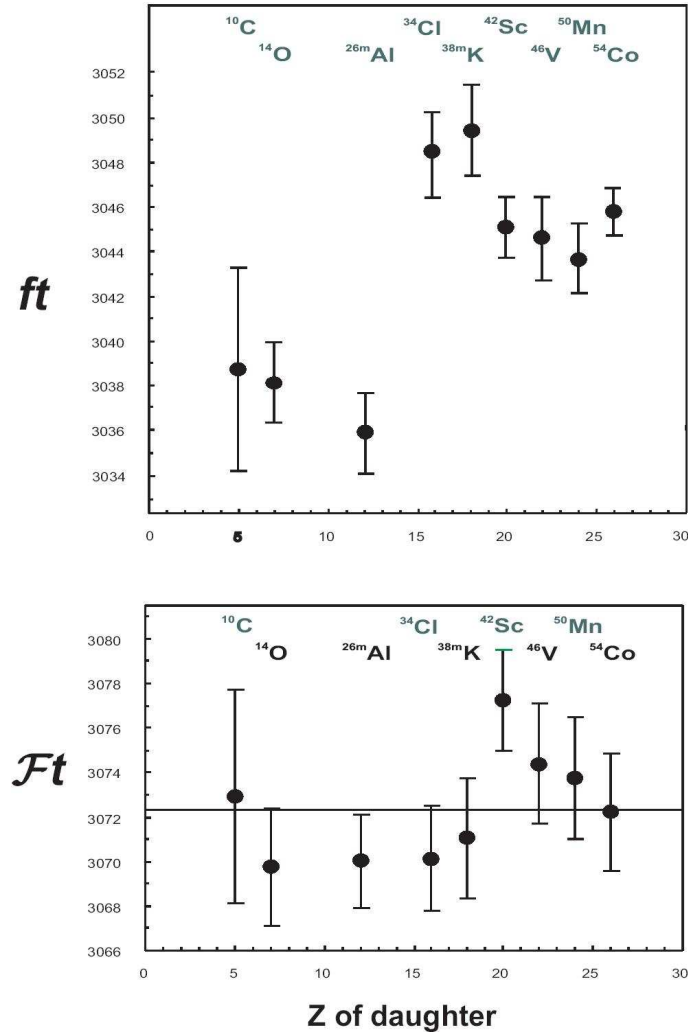 ¹⁰C ³⁴Cl ⁴²Sc ⁵⁰Mn
¹⁴O ²⁶ᵐAl ³⁸ᵐK ⁴⁶V ⁵⁴Co
3052
3050
3048
3046
3044
ft
3042
3040
3038
3036
3034
0 5 10 15 20 25 30
¹⁰C ³⁴Cl ⁴²Sc ⁵⁰Mn
¹⁴O ²⁶ᵐAl ³⁸ᵐK ⁴⁶V ⁵⁴Co
3080
3078
3076
ℱt
3074
3072
3070
3068
3066
0 5 10 15 20 25 30
Z of daughter